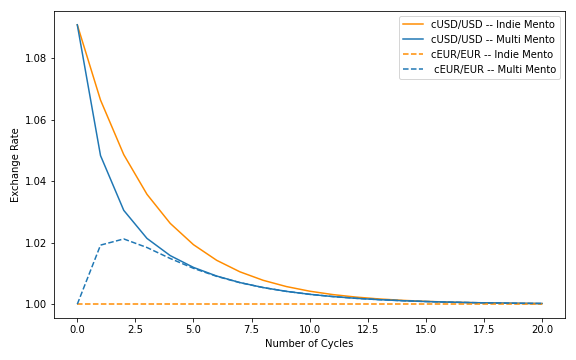 cUSD/USD -- Indie Mento
cUSD/USD -- Multi Mento
cEUR/EUR -- Indie Mento
cEUR/EUR -- Multi Mento
Exchange Rate
1.08
1.06
1.04
1.02
1.00
0.0 2.5 5.0 7.5 10.0 12.5 15.0 17.5 20.0
Number of Cycles